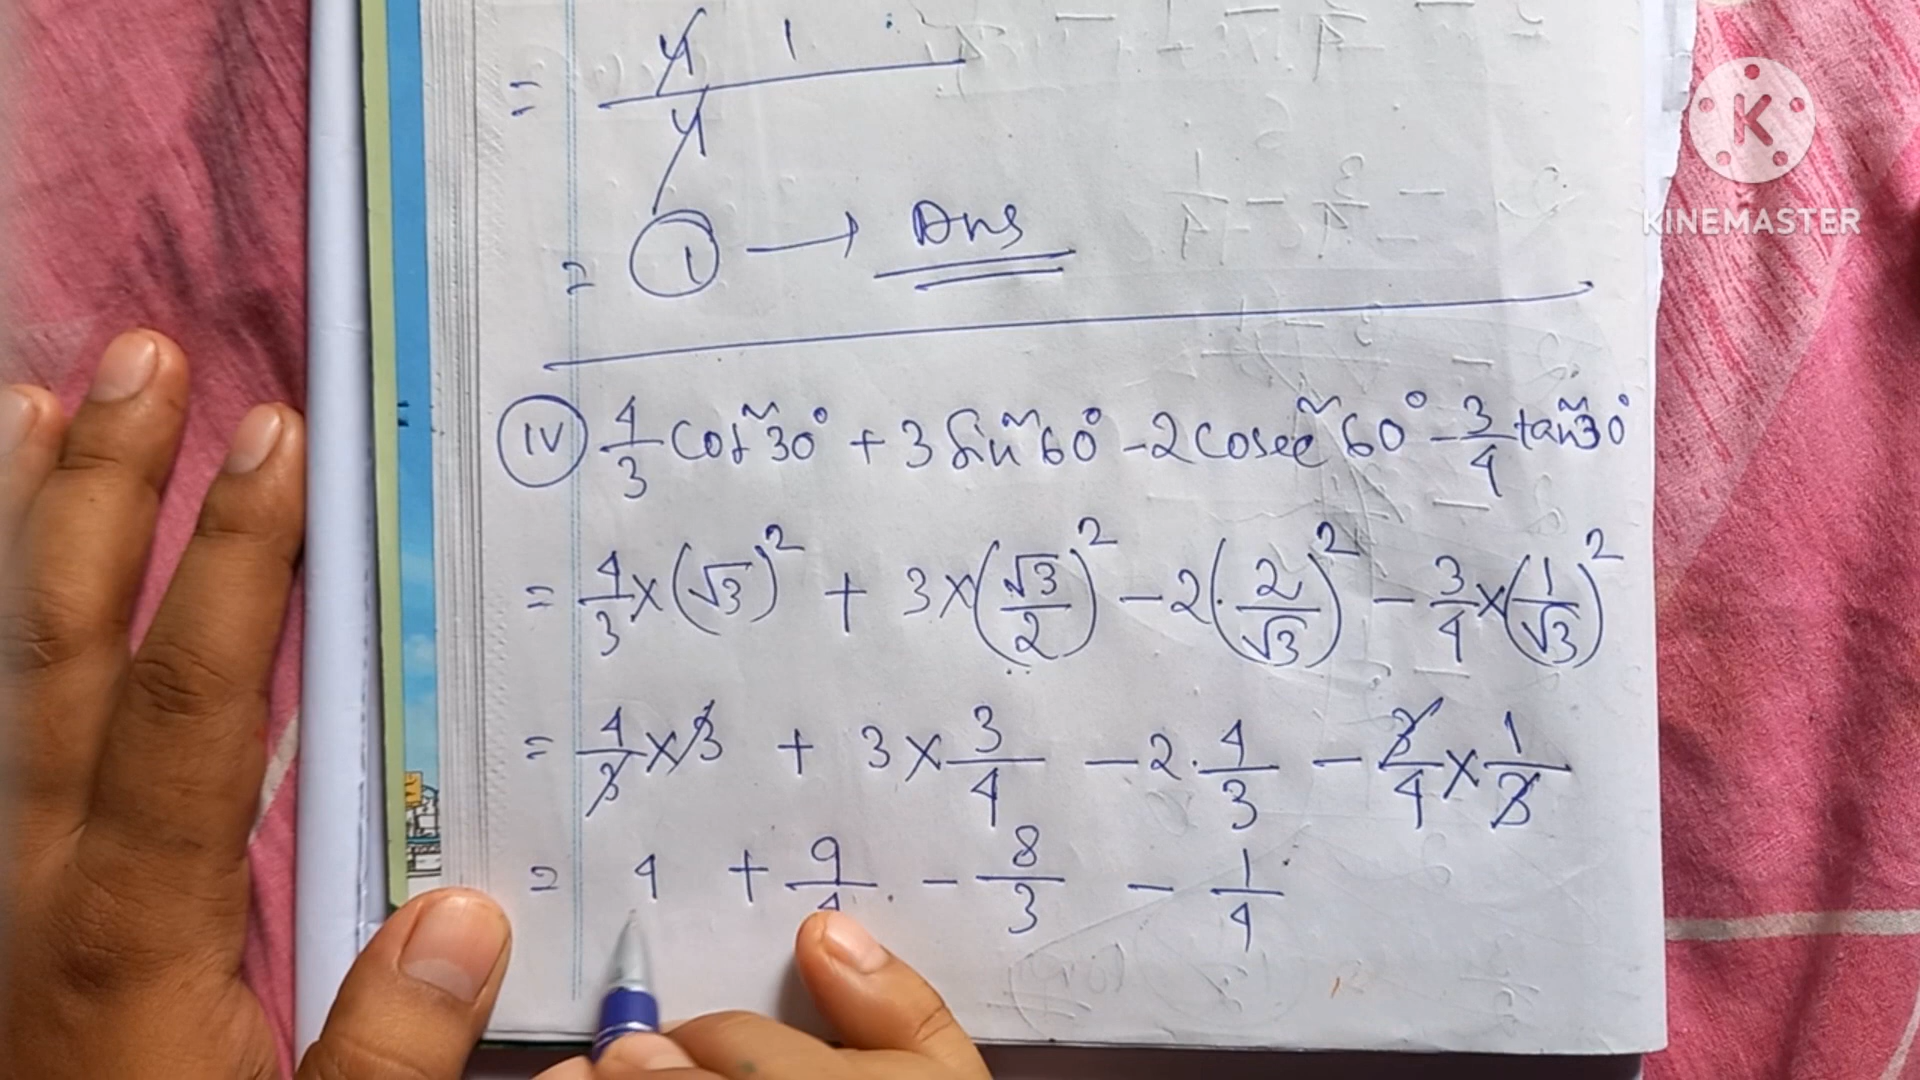 = 4 1
4
= 1 → Ans
K
KINEMASTER
(iv) 4/3 cot²30° + 3 sin²60° - 2 cosec²60° - 3/4 tan²30°
= 4/3 × (√3)² + 3 × (√3/2)² - 2(2/√3)² - 3/4 × (1/√3)²
= 4/3 × 3 + 3 × 3/4 - 2 · 4/3 - 3/4 × 1/3
= 4 + 9/4 - 8/3 - 1/4